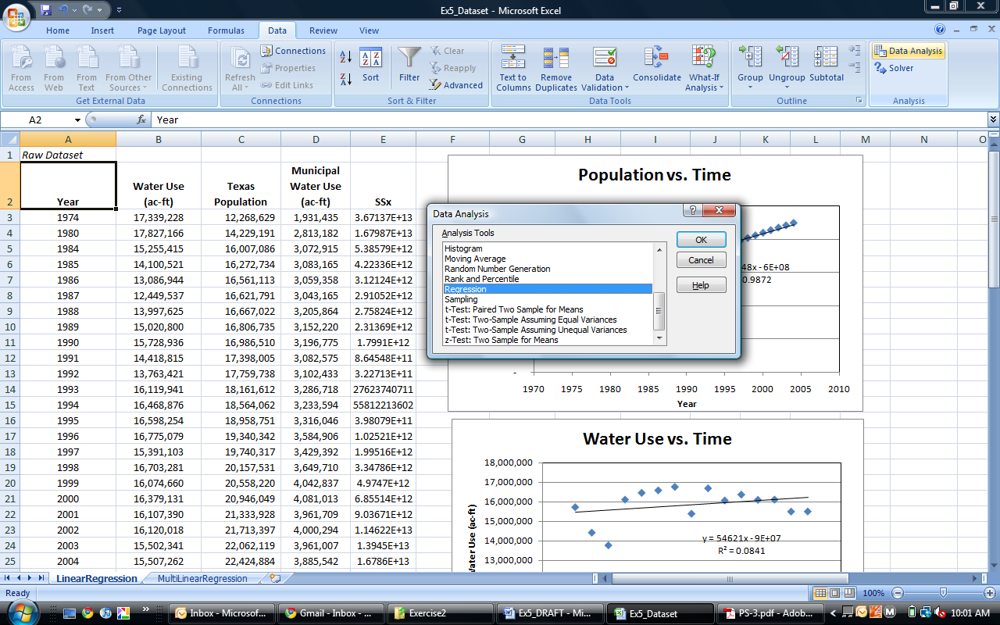 Ex5_Dataset - Microsoft Excel
Home Insert Page Layout Formulas Data Review View
From Access
From Web
From Text
From Other Sources
Existing Connections
Get External Data
Refresh All
Connections
Properties
Edit Links
Connections
Sort
Filter
Clear
Reapply
Advanced
Sort & Filter
Text to Columns
Remove Duplicates
Data Validation
Consolidate
What-If Analysis
Data Tools
Group
Ungroup
Subtotal
Outline
Data Analysis
Solver
Analysis
A2 fx Year
A B C D E F G H I J K L M N O
1 Raw Dataset
2 Year Water Use (ac-ft) Texas Population Municipal Water Use (ac-ft) SSx
3 1974 17,339,228 12,268,629 1,931,435 3.67137E+13
4 1980 17,827,166 14,229,191 2,813,182 1.67987E+13
5 1984 15,255,415 16,007,086 3,072,915 5.38579E+12
6 1985 14,100,521 16,272,734 3,083,165 4.22336E+12
7 1986 13,086,944 16,561,113 3,059,358 3.12124E+12
8 1987 12,449,537 16,621,791 3,043,165 2.91052E+12
9 1988 13,997,625 16,667,022 3,205,864 2.75824E+12
10 1989 15,020,800 16,806,735 3,152,220 2.31369E+12
11 1990 15,728,936 16,986,510 3,196,775 1.7991E+12
12 1991 14,418,815 17,398,005 3,082,575 8.64548E+11
13 1992 13,763,421 17,759,738 3,102,433 3.22713E+11
14 1993 16,119,941 18,161,612 3,286,718 27623740711
15 1994 16,468,876 18,564,062 3,233,594 55812213602
16 1995 16,598,254 18,958,751 3,316,046 3.98079E+11
17 1996 16,775,079 19,340,342 3,584,906 1.02521E+12
18 1997 15,391,103 19,740,317 3,429,392 1.99516E+12
19 1998 16,703,281 20,157,531 3,649,710 3.34786E+12
20 1999 16,074,660 20,558,220 4,042,837 4.9747E+12
21 2000 16,379,131 20,946,049 4,081,013 6.85514E+12
22 2001 16,107,390 21,333,928 3,961,709 9.03671E+12
23 2002 16,120,018 21,713,397 4,000,294 1.14622E+13
24 2003 15,502,341 22,062,119 3,961,007 1.3945E+13
25 2004 15,507,262 22,424,884 3,885,542 1.6786E+13
Population vs. Time
48x - 6E+08
0.9872
-
1970 1975 1980 1985 1990 1995 2000 2005 2010
Year
Data Analysis
Analysis Tools
Histogram
Moving Average
Random Number Generation
Rank and Percentile
Regression
Sampling
t-Test: Paired Two Sample for Means
t-Test: Two-Sample Assuming Equal Variances
t-Test: Two-Sample Assuming Unequal Variances
z-Test: Two Sample for Means
OK
Cancel
Help
Water Use vs. Time
18,000,000
17,000,000
16,000,000
15,000,000
14,000,000
13,000,000
Water Use (ac-ft)
y = 54621x - 9E+07
R² = 0.0841
LinearRegression MultiLinearRegression
Ready 100%
Inbox - Microsof... Gmail - Inbox - ... Exercise2 Ex5_DRAFT - Mi... Ex5_Dataset PS-3.pdf - Adob... 10:01 AM